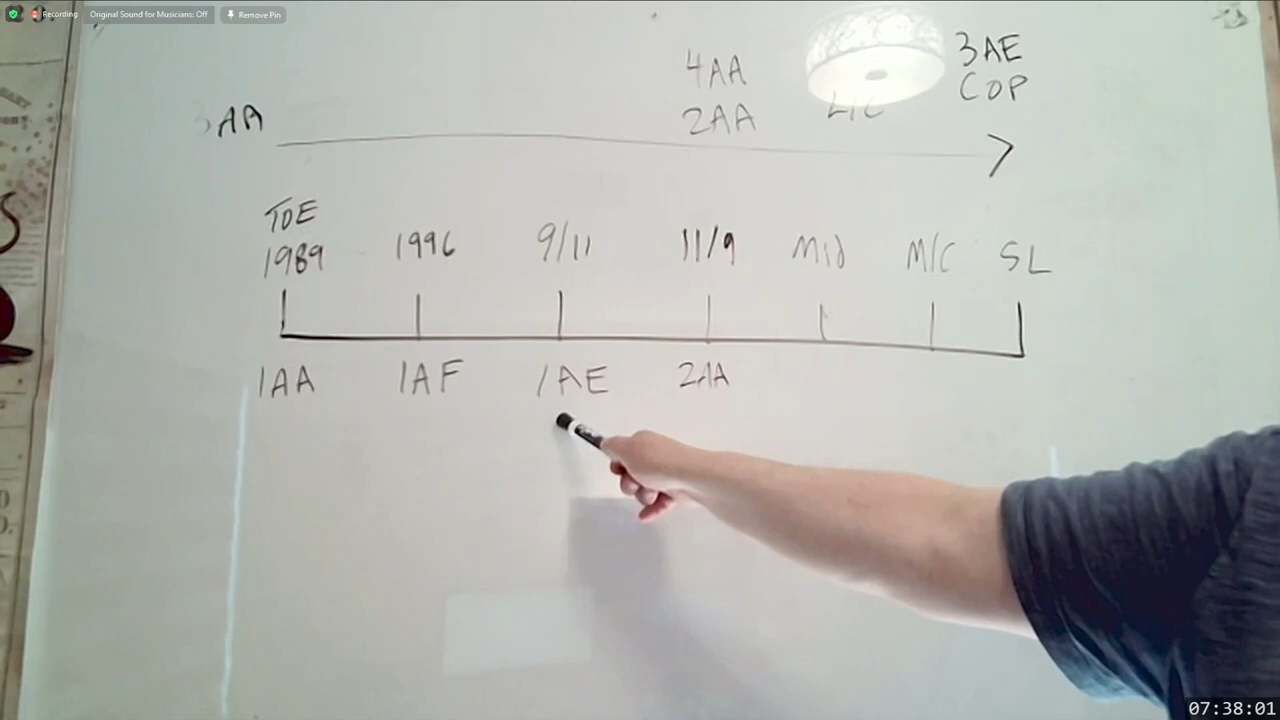 Recording
Original Sound for Musicians: Off
Remove Pin
4AA
3AE
2AA
L/C
COP
AA
TOE
1989
1996
9/11
11/9
Mid
M/C
SL
1AA
1AF
1AE
2AA
07:38:01